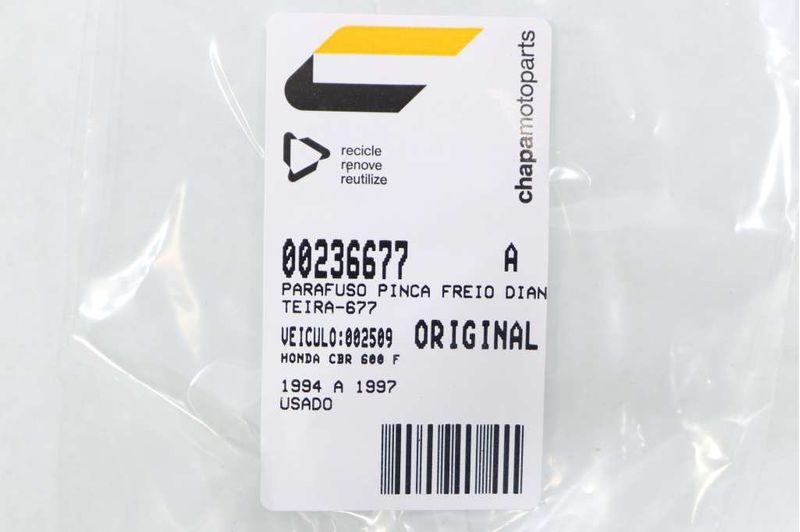 chapamotoparts
recicle
renove
reutilize
00236677 A
PARAFUSO PINCA FREIO DIAN
TEIRA-677
VEICULO:002509 ORIGINAL
HONDA CBR 600 F
1994 A 1997
USADO